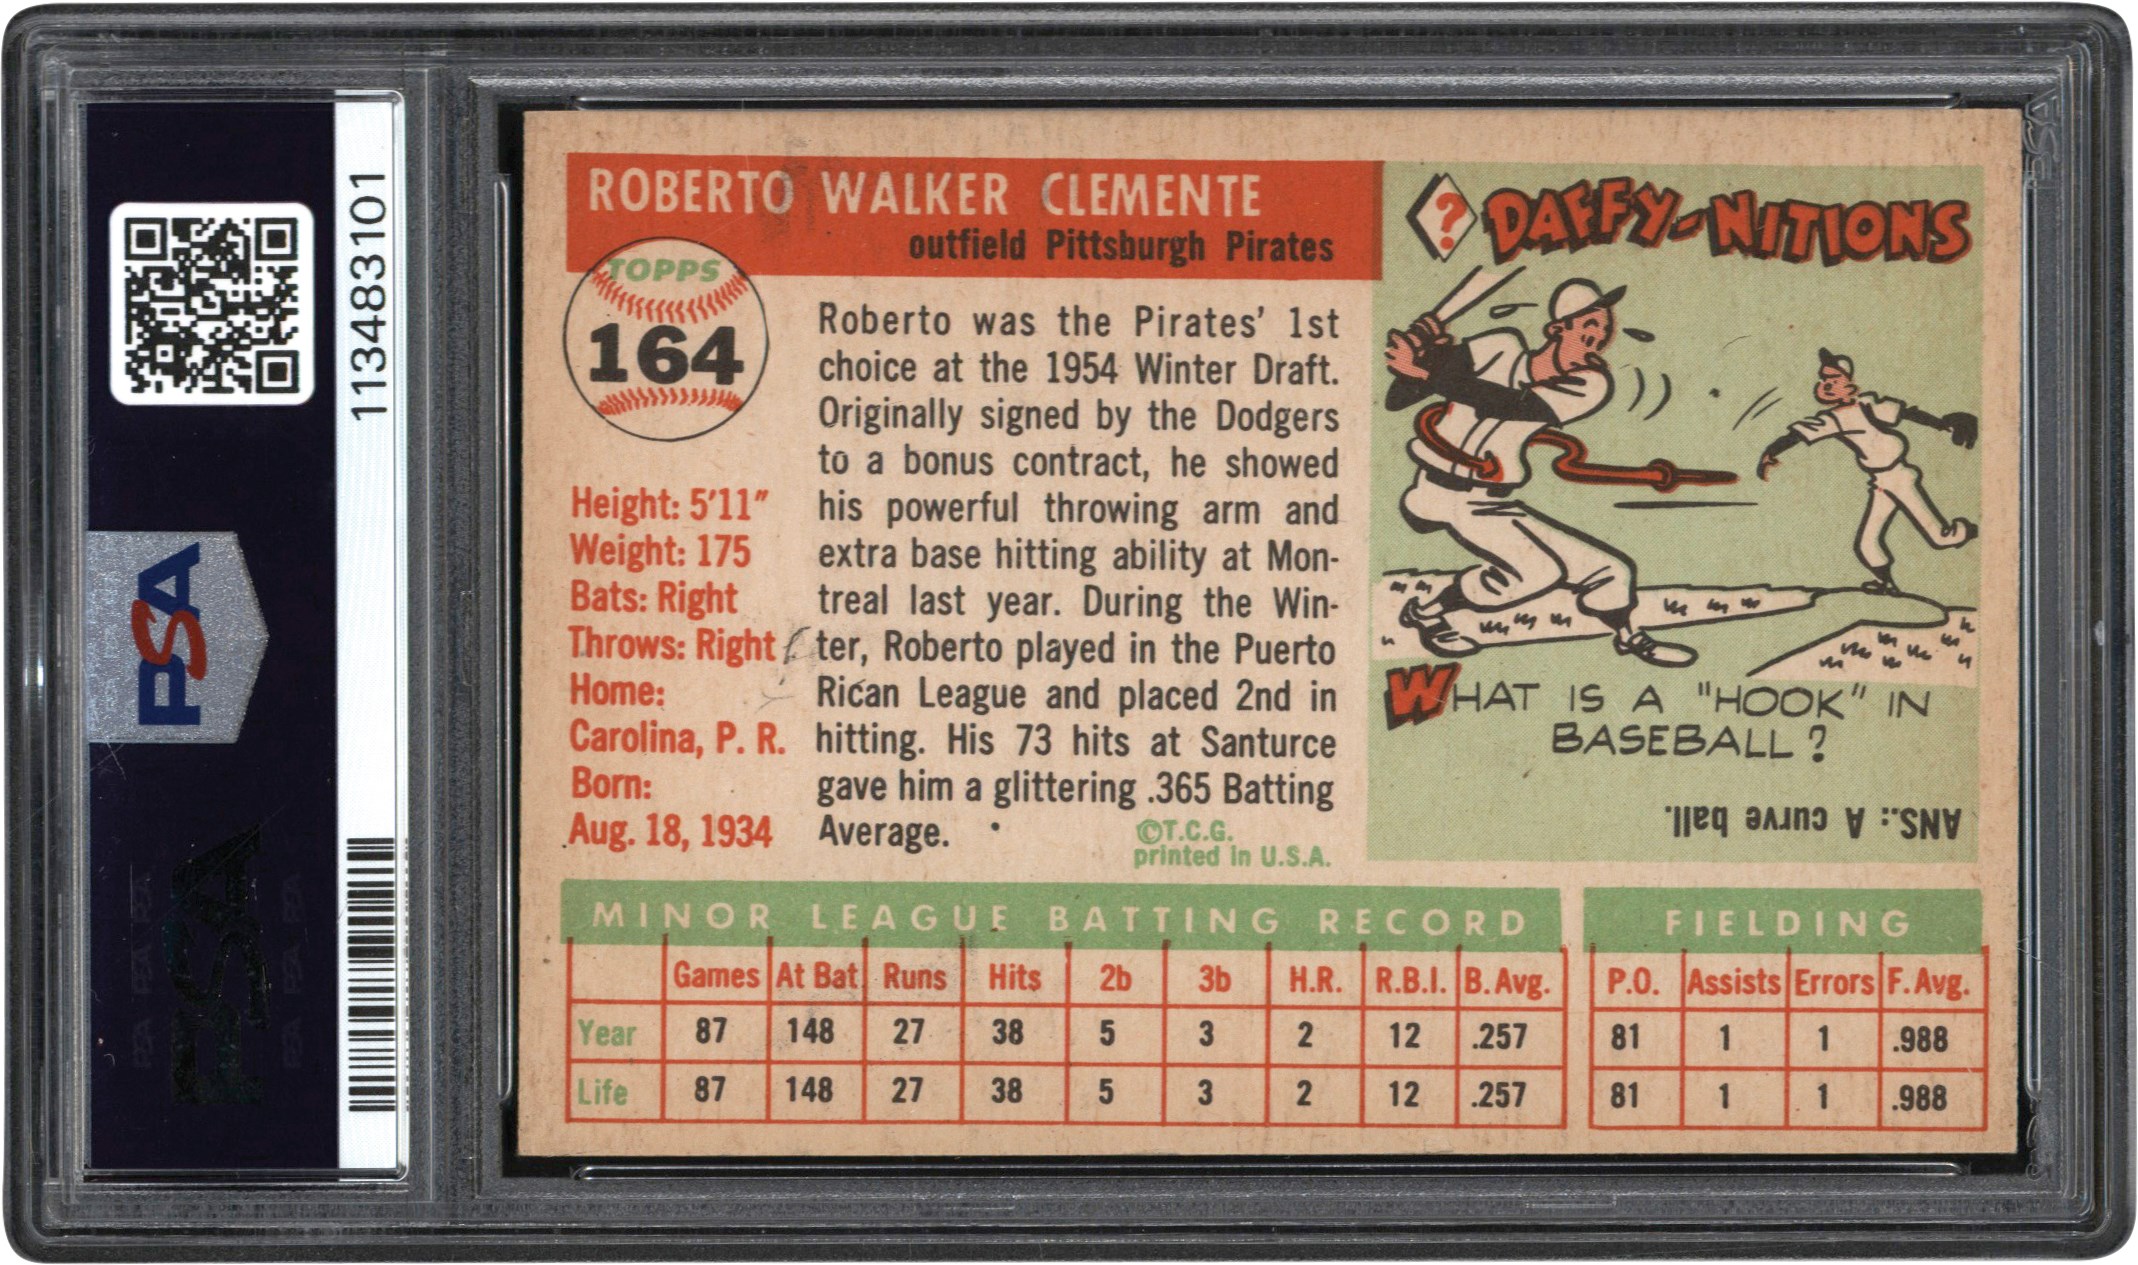 113483101
PSA
PSA
ROBERTO WALKER CLEMENTE
outfield Pittsburgh Pirates
TOPPS
164
Height: 5'11"
Weight: 175
Bats: Right
Throws: Right
Home:
Carolina, P. R.
Born:
Aug. 18, 1934
Roberto was the Pirates' 1st
choice at the 1954 Winter Draft.
Originally signed by the Dodgers
to a bonus contract, he showed
his powerful throwing arm and
extra base hitting ability at Mon-
treal last year. During the Win-
ter, Roberto played in the Puerto
Rican League and placed 2nd in
hitting. His 73 hits at Santurce
gave him a glittering .365 Batting
Average.
©T.C.G.
printed in U.S.A.
? DAFFY-NITIONS
WHAT IS A "HOOK" IN
BASEBALL?
ANS.: A curve ball.
MINOR LEAGUE BATTING RECORD
Games At Bat Runs Hits 2b 3b H.R. R.B.I. B. Avg.
Year 87 148 27 38 5 3 2 12 .257
Life 87 148 27 38 5 3 2 12 .257
FIELDING
P.O. Assists Errors F. Avg.
81 1 1 .988
81 1 1 .988